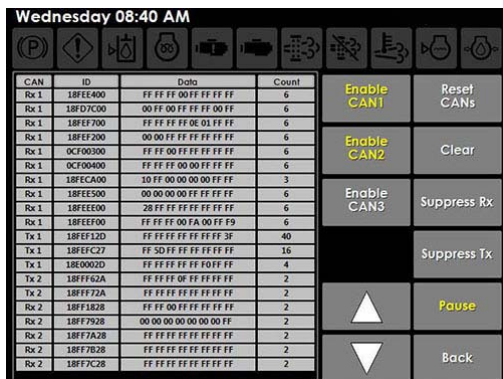 Wednesday 08:40 AM
CAN ID Data Count
Rx 1 18FEE400 FF FF FF 00 FF FF FF FF 6
Rx 1 18FD7C00 00 FF 00 FF FF FF 00 FF 6
Rx 1 18FEF700 FF FF FF FF 0E 01 FF FF 6
Rx 1 18FEF200 00 00 FF FF FF FF FF FF 6
Rx 1 0CF00300 FF FF 00 FF FF FF FF FF 6
Rx 1 0CF00400 FF FF FF 00 00 FF FF FF 6
Rx 1 18FECA00 10 FF 00 00 00 00 FF FF 3
Rx 1 18FEE500 00 00 00 00 FF FF FF FF 6
Rx 1 18FEEE00 28 FF FF FF FF FF FF FF 6
Rx 1 18FEEF00 FF FF FF 00 FA 00 FF F9 6
Tx 1 18FEF12D FF FF FF FF FF FF FF 3F 40
Tx 1 18FEFC27 FF 5D FF FF FF FF FF FF 16
Tx 1 18E0002D FF FF FF FF FF F0 FF FF 4
Tx 2 18FFF62A FF FF FF 0F FF FF FF FF 2
Tx 2 18FFF72A FF FF FF FF FF FF FF FF 2
Rx 2 18FF1828 FF FF 00 FF FF FF FF FF 2
Rx 2 18FF7928 00 00 00 00 00 00 00 FF 2
Rx 2 18FF7A28 FF FF FF FF FF FF FF FF 2
Rx 2 18FF7B28 FF FF FF FF FF FF FF FF 2
Rx 2 18FF7C28 FF FF FF FF FF FF FF FF 2
Enable
CAN1
Reset
CANs
Enable
CAN2
Clear
Enable
CAN3
Suppress Rx
Suppress Tx
Pause
Back